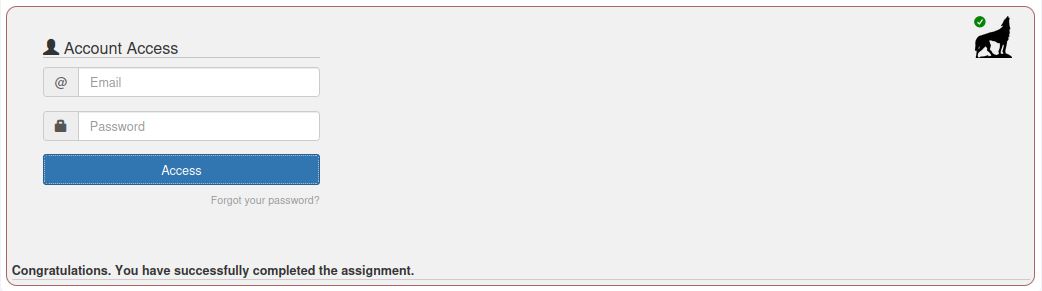 Account Access
@ Email
Password
Access
Forgot your password?
Congratulations. You have successfully completed the assignment.